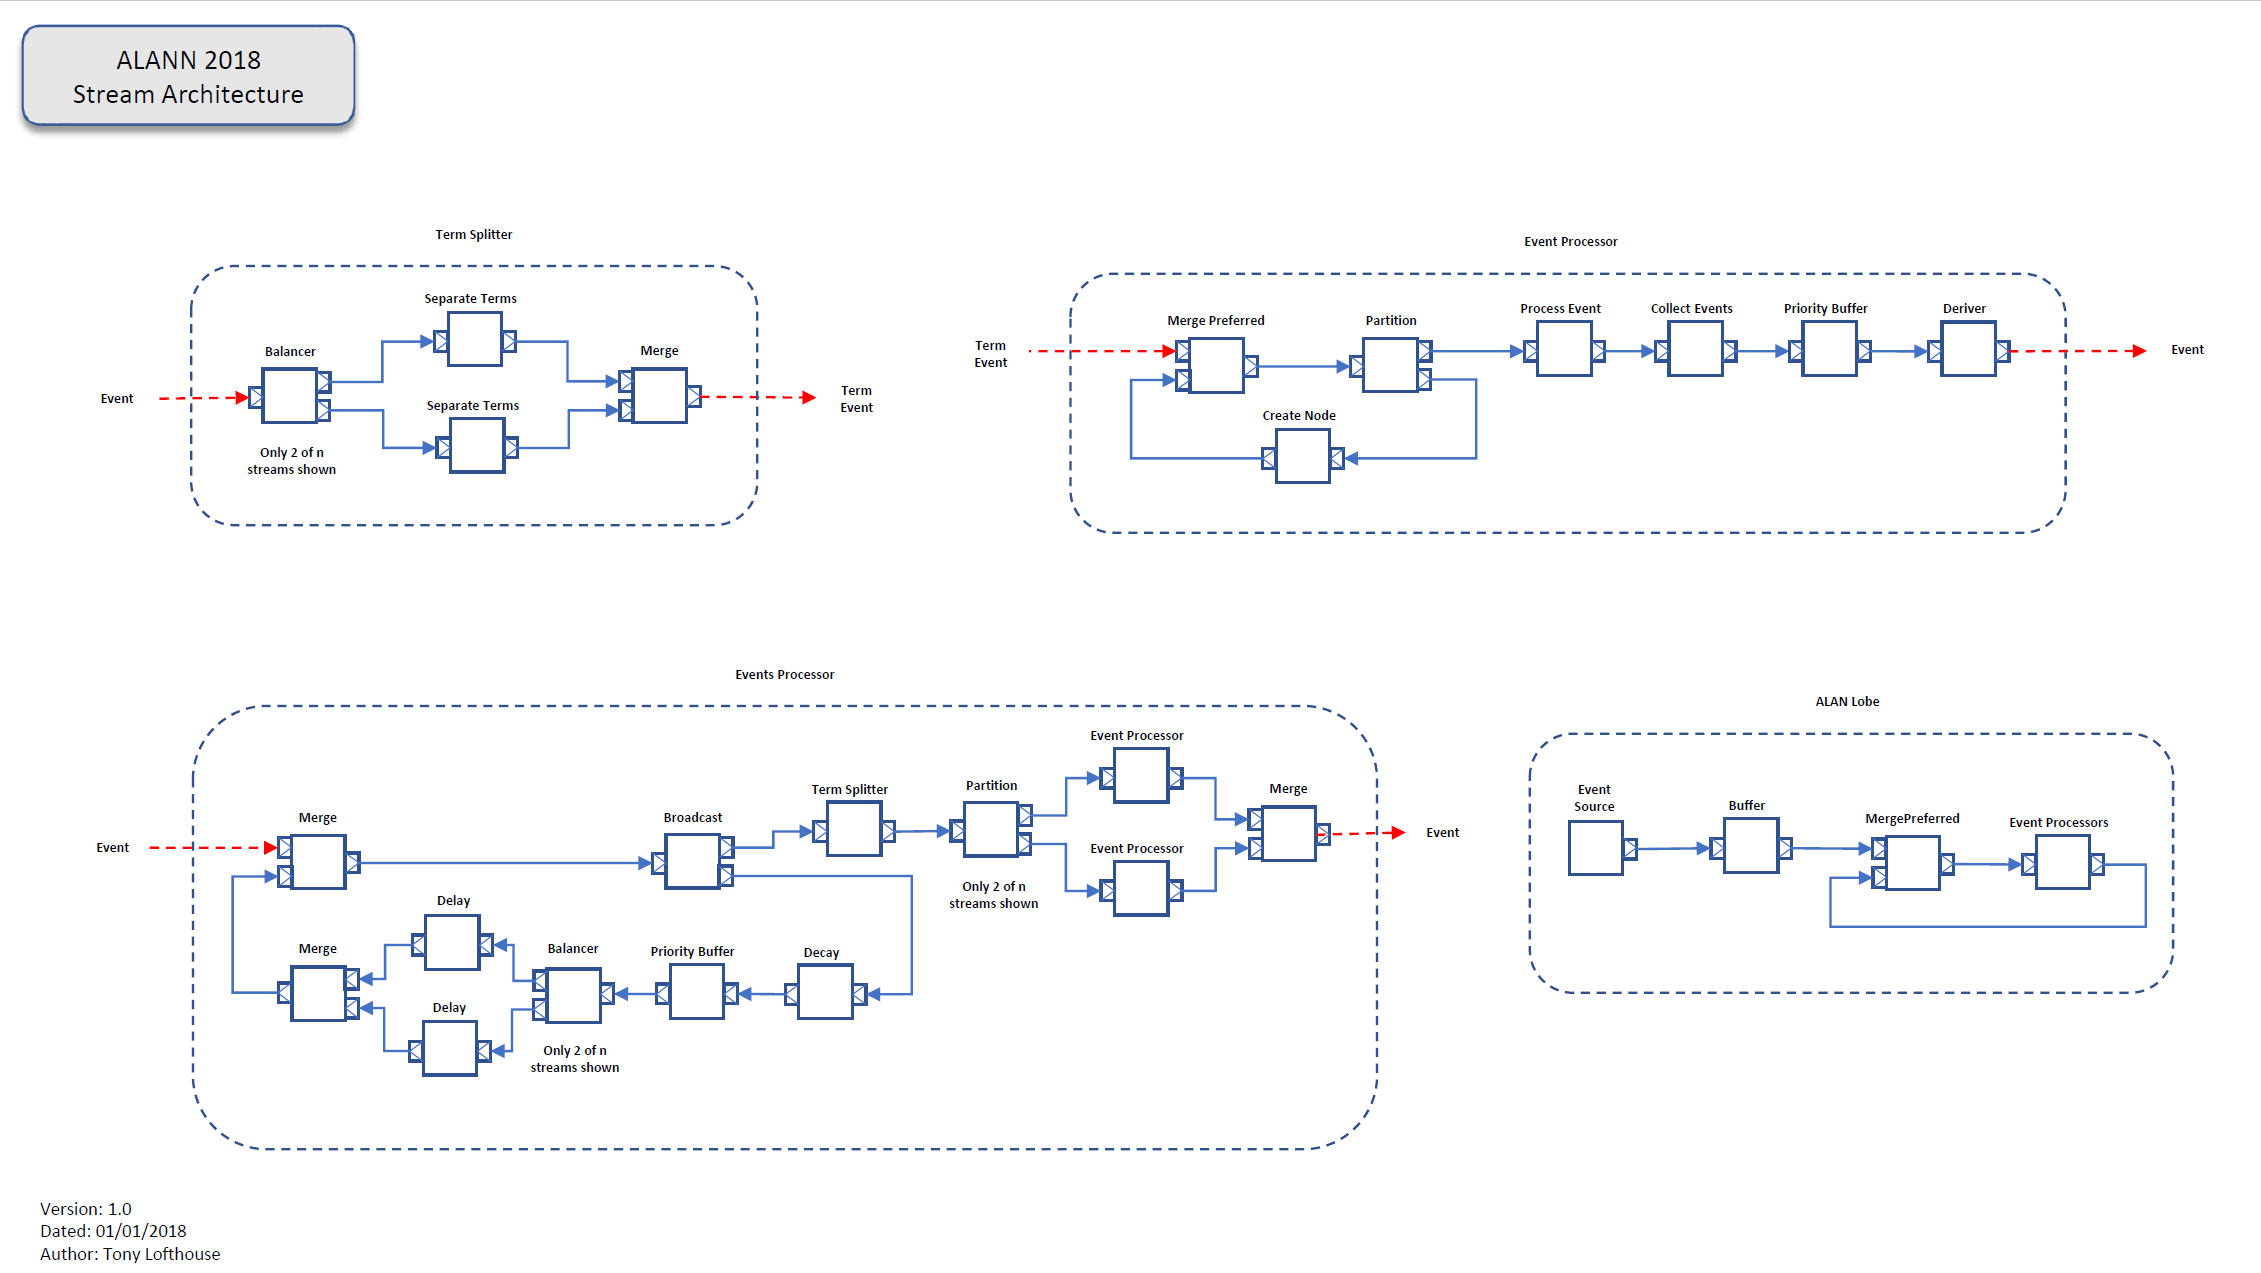 ALANN 2018
Stream Architecture
Term Splitter
Separate Terms
Balancer
Merge
Event
Term
Event
Separate Terms
Only 2 of n
streams shown
Event Processor
Merge Preferred
Partition
Process Event
Collect Events
Priority Buffer
Deriver
Term
Event
Event
Create Node
Events Processor
Event Processor
Term Splitter
Partition
Merge
Merge
Broadcast
Event
Event
Event Processor
Only 2 of n
streams shown
Delay
Merge
Balancer
Priority Buffer
Decay
Delay
Only 2 of n
streams shown
ALAN Lobe
Event
Source
Buffer
MergePreferred
Event Processors
Version: 1.0
Dated: 01/01/2018
Author: Tony Lofthouse